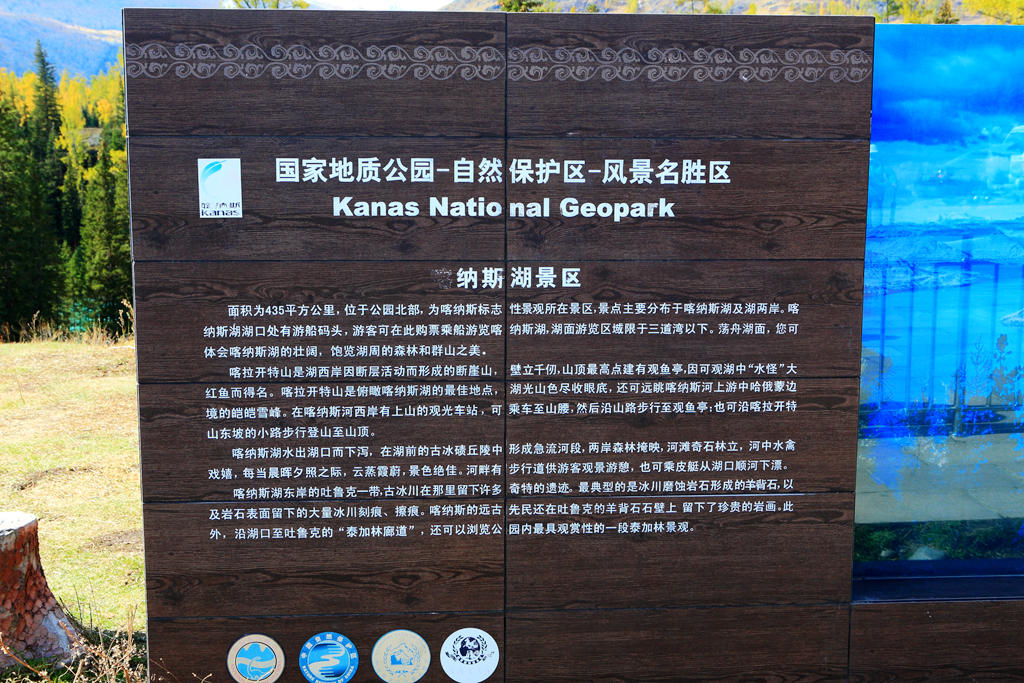 国家地质公园-自然保护区-风景名胜区
Kanas National Geopark
kanas
纳斯湖景区
面积为435平方公里，位于公园北部，为喀纳斯标志性景观所在景区，景点主要分布于喀纳斯湖及湖两岸。喀
纳斯湖湖口处有游船码头，游客可在此购票乘船游览喀纳斯湖，湖面游览区域限于三道湾以下。荡舟湖面，您可
体会喀纳斯湖的壮阔，饱览湖周的森林和群山之美。
喀拉开特山是湖西岸因断层活动而形成的断崖山，壁立千仞，山顶最高点建有观鱼亭，因可观湖中“水怪”大
红鱼而得名。喀拉开特山是俯瞰喀纳斯湖的最佳地点，湖光山色尽收眼底，还可远眺喀纳斯河上游中哈俄蒙边
境的皑皑雪峰。在喀纳斯河西岸有上山的观光车站，可乘车至山腰，然后沿山路步行至观鱼亭；也可沿喀拉开特
山东坡的小路步行登山至山顶。
喀纳斯湖水出湖口而下泻，在湖前的古冰碛丘陵中形成急流河段，两岸森林掩映，河滩奇石林立，河中水禽
戏嬉，每当晨晖夕照之际，云蒸霞蔚，景色绝佳。河畔有步行道供游客观景游憩，也可乘皮艇从湖口顺河下漂。
喀纳斯湖东岸的吐鲁克一带，古冰川在那里留下许多奇特的遗迹。最典型的是冰川磨蚀岩石形成的羊背石，以
及岩石表面留下的大量冰川刻痕、擦痕。喀纳斯的远古先民还在吐鲁克的羊背石石壁上 留下了珍贵的岩画。此
外，沿湖口至吐鲁克的“泰加林廊道”，还可以浏览公园内最具观赏性的一段泰加林景观。